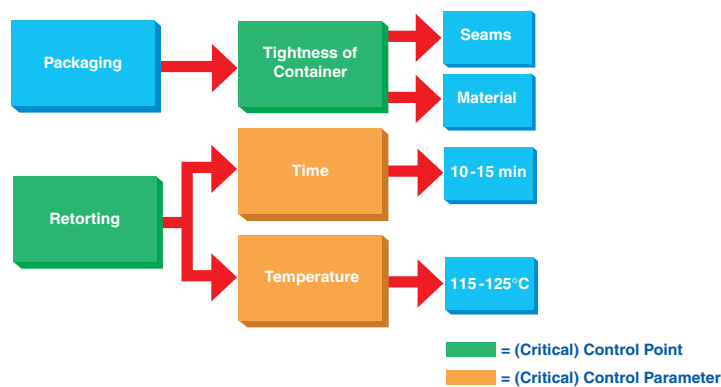 Packaging
Tightness of
Container
Seams
Material
Retorting
Time
10-15 min
Temperature
115-125°C
= (Critical) Control Point
= (Critical) Control Parameter